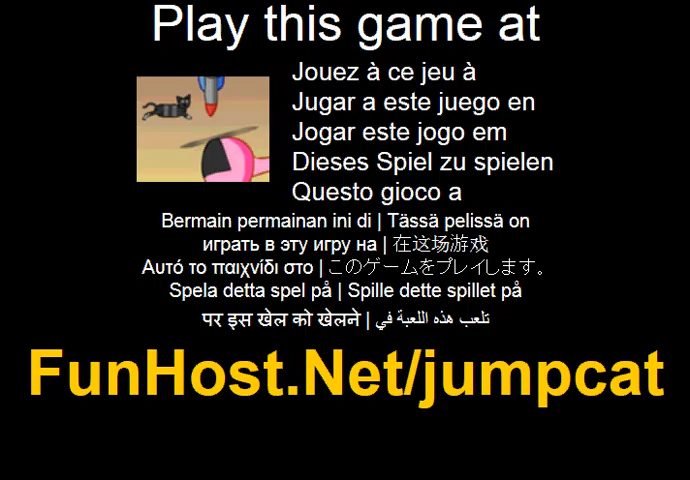 Play this game at
Jouez à ce jeu à
Jugar a este juego en
Jogar este jogo em
Dieses Spiel zu spielen
Questo gioco a
Bermain permainan ini di | Tässä pelissä on
играть в эту игру на | 在这场游戏
Αυτό το παιχνίδι στο | このゲームをプレイします。
Spela detta spel på | Spille dette spillet på
पर इस खेल को खेलने | تلعب هذه اللعبة في
FunHost.Net/jumpcat